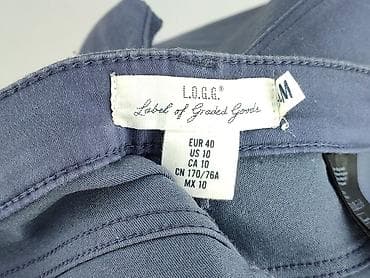 L.O.G.G.®
Label of Graded Goods
M
EUR 40
US 10
CA 10
CN 170/76A
MX 10